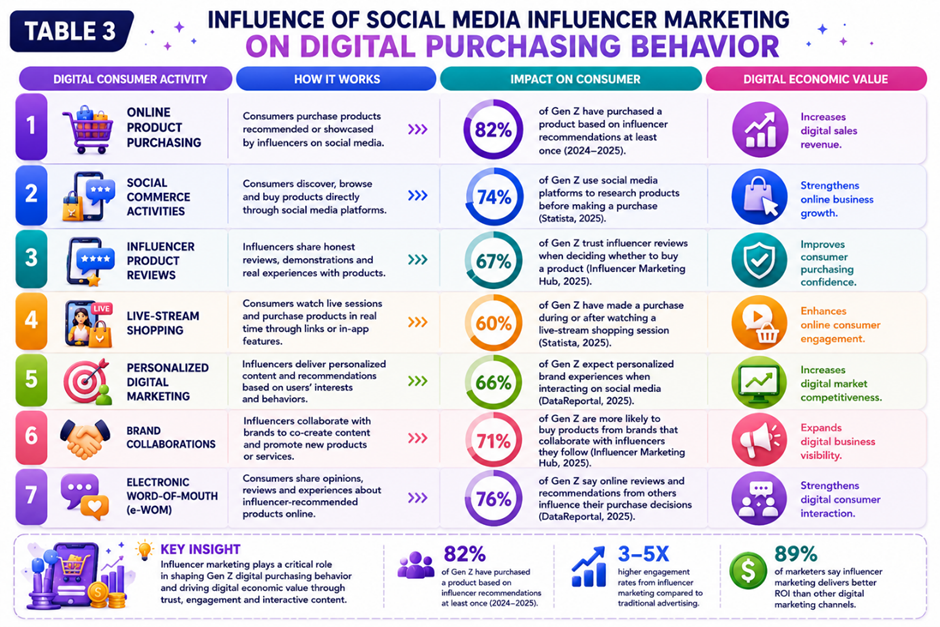 TABLE 3
INFLUENCE OF SOCIAL MEDIA INFLUENCER MARKETING
ON DIGITAL PURCHASING BEHAVIOR
DIGITAL CONSUMER ACTIVITY
HOW IT WORKS
IMPACT ON CONSUMER
DIGITAL ECONOMIC VALUE
1
ONLINE
PRODUCT
PURCHASING
Consumers purchase products
recommended or showcased
by influencers on social media.
82%
of Gen Z have purchased a
product based on influencer
recommendations at least
once (2024–2025).
Increases
digital sales
revenue.
2
SOCIAL
COMMERCE
ACTIVITIES
Consumers discover, browse
and buy products directly
through social media platforms.
74%
of Gen Z use social media
platforms to research products
before making a purchase
(Statista, 2025).
Strengthens
online business
growth.
3
INFLUENCER
PRODUCT
REVIEWS
Influencers share honest
reviews, demonstrations and
real experiences with products.
67%
of Gen Z trust influencer reviews
when deciding whether to buy
a product (Influencer Marketing
Hub, 2025).
Improves
consumer
purchasing
confidence.
4
LIVE
LIVE-STREAM
SHOPPING
Consumers watch live sessions
and purchase products in real
time through links or in-app
features.
60%
of Gen Z have made a purchase
during or after watching a
live-stream shopping session
(Statista, 2025).
Enhances
online consumer
engagement.
5
PERSONALIZED
DIGITAL
MARKETING
Influencers deliver personalized
content and recommendations
based on users' interests
and behaviors.
66%
of Gen Z expect personalized
brand experiences when
interacting on social media
(DataReportal, 2025).
Increases
digital market
competitiveness.
6
BRAND
COLLABORATIONS
Influencers collaborate with
brands to co-create content
and promote new products
or services.
71%
of Gen Z are more likely to
buy products from brands that
collaborate with influencers
they follow (Influencer Marketing
Hub, 2025).
Expands
digital business
visibility.
7
ELECTRONIC
WORD-OF-MOUTH
(e-WOM)
Consumers share opinions,
reviews and experiences about
influencer-recommended
products online.
76%
of Gen Z say online reviews and
recommendations from others
influence their purchase decisions
(DataReportal, 2025).
Strengthens
digital consumer
interaction.
KEY INSIGHT
Influencer marketing plays a critical role
in shaping Gen Z digital purchasing behavior
and driving digital economic value through
trust, engagement and interactive content.
82%
of Gen Z have purchased
a product based on
influencer recommendations
at least once (2024–2025).
3–5X
higher engagement
rates from influencer
marketing compared to
traditional advertising.
$
89%
of marketers say influencer
marketing delivers better
ROI than other digital
marketing channels.